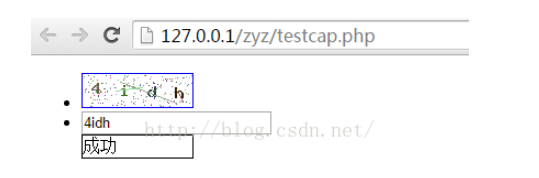 127.0.0.1/zyz/testcap.php
4 i d h
4idh
http://blog.csdn.net/
成功